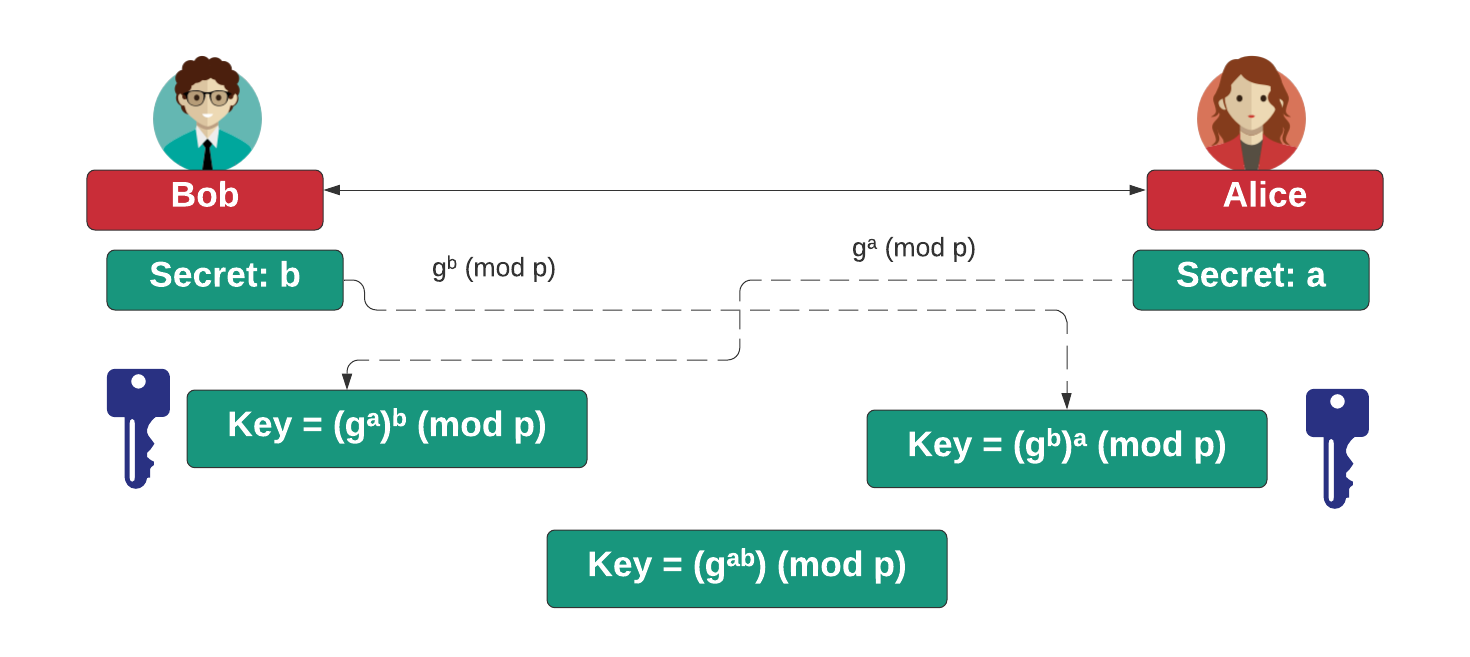 Bob
Alice
Secret: b
gᵇ (mod p)
gᵃ (mod p)
Secret: a
Key = (gᵃ)ᵇ (mod p)
Key = (gᵇ)ᵃ (mod p)
Key = (gᵃᵇ) (mod p)